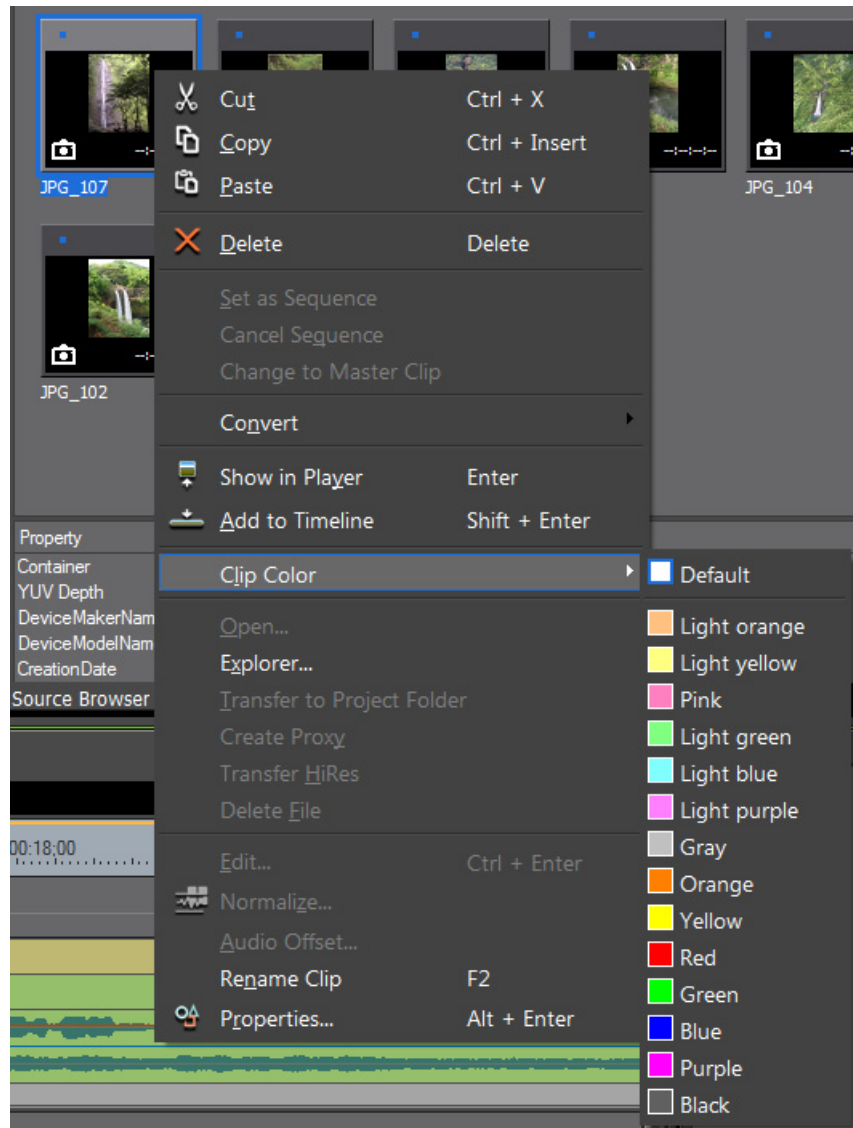 Cut Ctrl + X
Copy Ctrl + Insert
Paste Ctrl + V
JPG_107
JPG_104
Delete Delete
Set as Sequence
Cancel Sequence
Change to Master Clip
JPG_102
Convert
Show in Player Enter
Add to Timeline Shift + Enter
Property
Container
YUV Depth
DeviceMakerNam
DeviceModelNam
CreationDate
Source Browser
Clip Color
Open...
Explorer...
Transfer to Project Folder
Create Proxy
Transfer HiRes
Delete File
00:18;00
Edit... Ctrl + Enter
Normalize...
Audio Offset...
Rename Clip F2
Properties... Alt + Enter
Default
Light orange
Light yellow
Pink
Light green
Light blue
Light purple
Gray
Orange
Yellow
Red
Green
Blue
Purple
Black